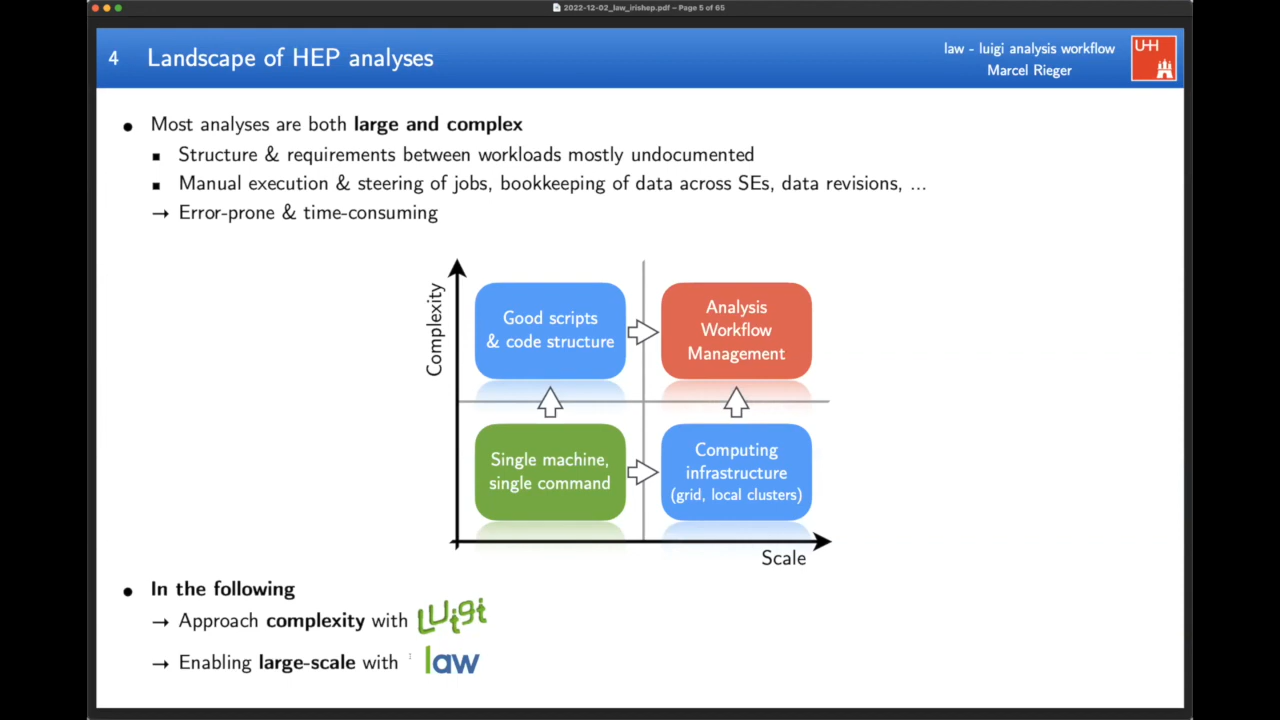 2022-12-02_law_irishep.pdf – Page 5 of 65
4 Landscape of HEP analyses
law - luigi analysis workflow
Marcel Rieger
UH
• Most analyses are both large and complex
▪ Structure & requirements between workloads mostly undocumented
▪ Manual execution & steering of jobs, bookkeeping of data across SEs, data revisions, ...
→ Error-prone & time-consuming
Complexity
Good scripts
& code structure
Analysis
Workflow
Management
Single machine,
single command
Computing
infrastructure
(grid, local clusters)
Scale
• In the following
→ Approach complexity with Luigi
→ Enabling large-scale with law